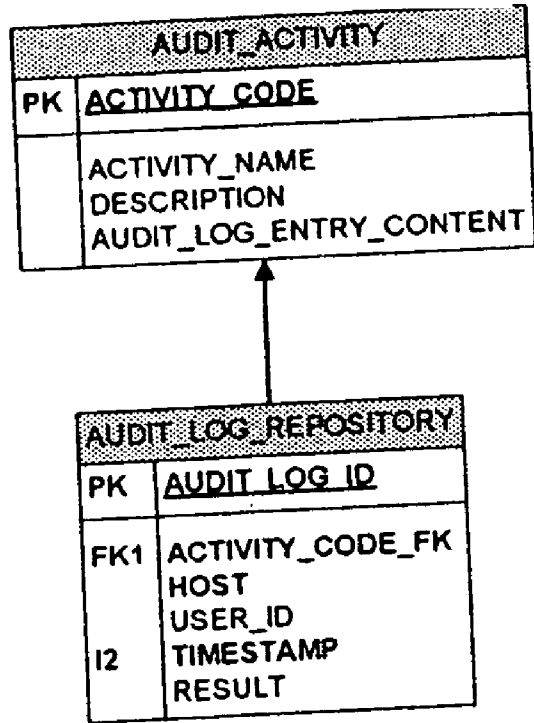 AUDIT_ACTIVITY
PK ACTIVITY_CODE
ACTIVITY_NAME
DESCRIPTION
AUDIT_LOG_ENTRY_CONTENT
AUDIT_LOG_REPOSITORY
PK AUDIT_LOG_ID
FK1 ACTIVITY_CODE_FK
HOST
USER_ID
I2 TIMESTAMP
RESULT